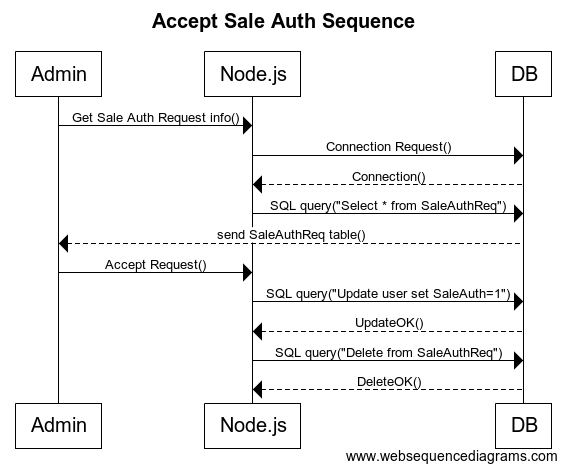 Accept Sale Auth Sequence
Admin Node.js DB
Get Sale Auth Request info()
Connection Request()
Connection()
SQL query("Select * from SaleAuthReq")
send SaleAuthReq table()
Accept Request()
SQL query("Update user set SaleAuth=1")
UpdateOK()
SQL query("Delete from SaleAuthReq")
DeleteOK()
Admin Node.js DB
www.websequencediagrams.com